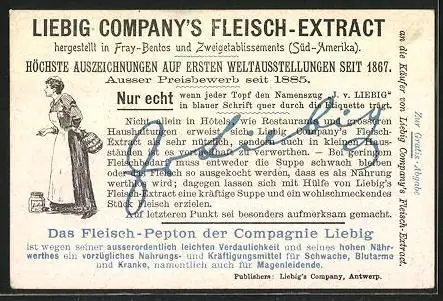 LIEBIG COMPANY'S FLEISCH-EXTRACT
hergestellt in Fray-Bentos und Zweigetablissements (Süd-Amerika).
HÖCHSTE AUSZEICHNUNGEN AUF ERSTEN WELTAUSSTELLUNGEN SEIT 1867.
Ausser Preisbewerb seit 1885.
Nur echt wenn jeder Topf den Namenszug „J. v. LIEBIG"
in blauer Schrift quer durch die Etiquette trägt.
Nicht allein in Hôtels wie Restaurants und grossen
Haushaltungen erweist sich Liebig Company's Fleisch-
Extract als sehr nützlich, auch in kleinen
ständen ist es zu verwerthen. — Bei geringem
Fleisch muss entweder die Suppe schwach bleiben
oder das Fleisch so ausgekocht werden, dass es als Nahrung
werthlos wird; dagegen lassen sich mit Hülfe von Liebig's
Fleisch-Extract eine kräftige Suppe und ein wohlschmeckendes
Stück Fleisch erzielen.
Auf letzteren Punkt sei besonders aufmerksam gemacht.
Das Fleisch-Pepton der Compagnie Liebig
ist wegen seiner ausserordentlich leichten Verdaulichkeit und seines hohen Nähr-
werthes ein vorzügliches Nahrungs- und Kräftigungsmittel für Schwache, Blutarme
und Kranke, namentlich auch für Magenleidende.
Publishers: Liebig's Company, Antwerp.
Zur Gratis-Abgabe
an die Käufer von Liebig Company's Fleisch-Extract.